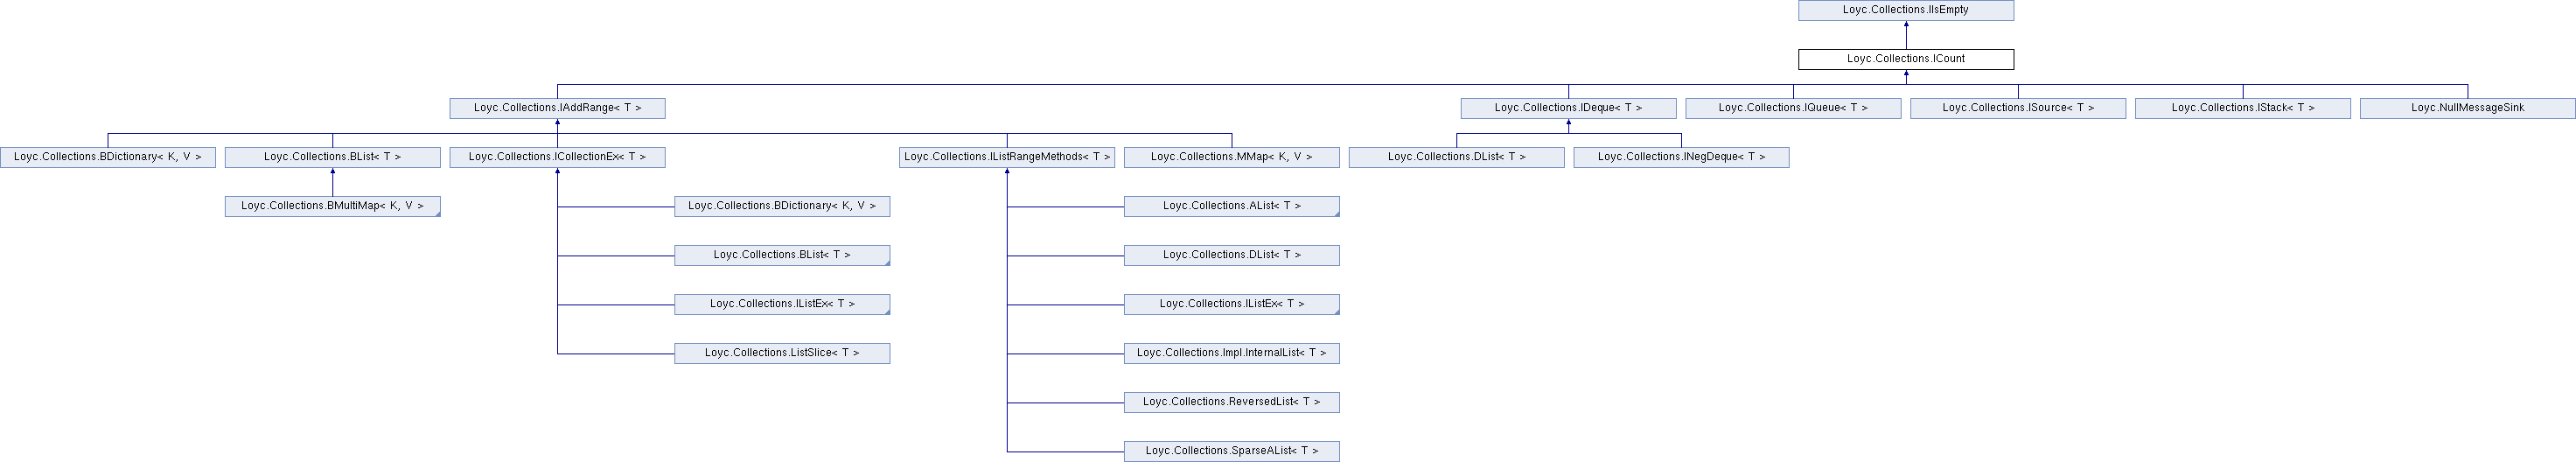 Loyc.Collections.IIsEmpty
Loyc.Collections.ICount
Loyc.Collections.IAddRange< T >
Loyc.Collections.IDeque< T >
Loyc.Collections.IQueue< T >
Loyc.Collections.ISource< T >
Loyc.Collections.IStack< T >
Loyc.NullMessageSink
Loyc.Collections.BDictionary< K, V >
Loyc.Collections.BList< T >
Loyc.Collections.ICollectionEx< T >
Loyc.Collections.IListRangeMethods< T >
Loyc.Collections.MMap< K, V >
Loyc.Collections.DList< T >
Loyc.Collections.INegDeque< T >
Loyc.Collections.BMultiMap< K, V >
Loyc.Collections.BDictionary< K, V >
Loyc.Collections.AList< T >
Loyc.Collections.BList< T >
Loyc.Collections.DList< T >
Loyc.Collections.IListEx< T >
Loyc.Collections.IListEx< T >
Loyc.Collections.ListSlice< T >
Loyc.Collections.Impl.InternalList< T >
Loyc.Collections.ReversedList< T >
Loyc.Collections.SparseAList< T >